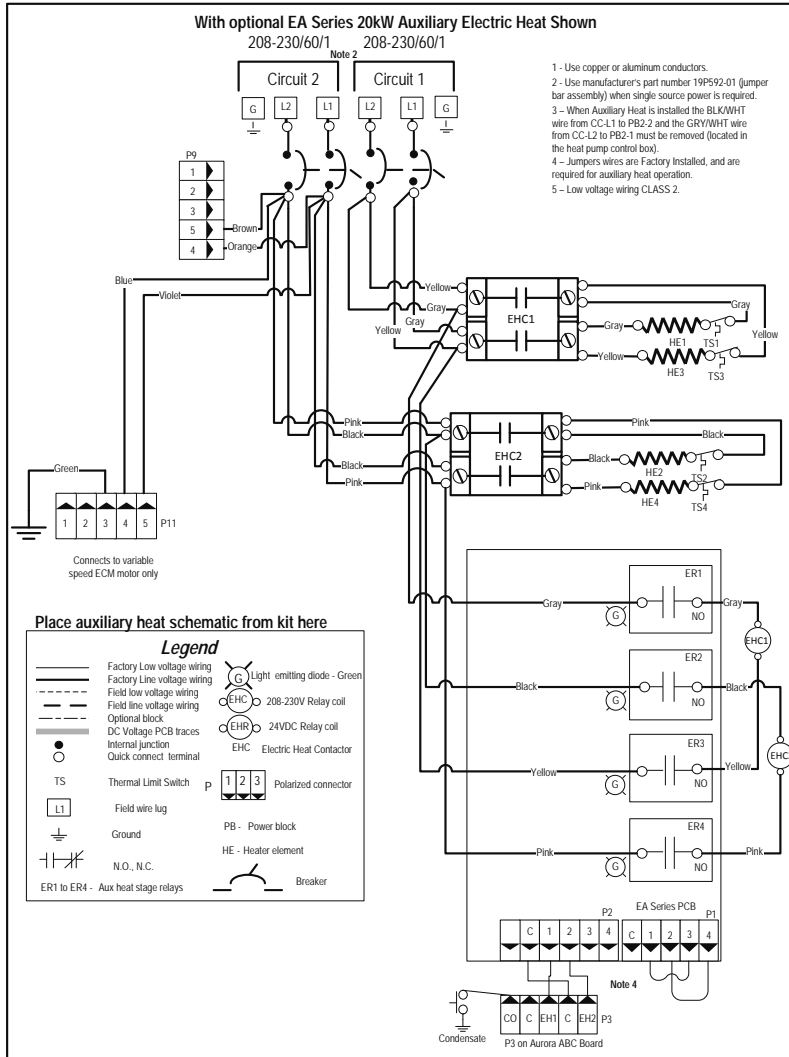 With optional EA Series 20kW Auxiliary Electric Heat Shown
208-230/60/1
Note 2
208-230/60/1
Circuit 2
Circuit 1
G
L2
L1
L2
L1
G
1 - Use copper or aluminum conductors.
2 - Use manufacturer's part number 19P592-01 (jumper
bar assembly) when single source power is required.
3 – When Auxiliary Heat is installed the BLK/WHT
wire from CC-L1 to PB2-2 and the GRY/WHT wire
from CC-L2 to PB2-1 must be removed (located in
the heat pump control box).
4 – Jumpers wires are Factory Installed, and are
required for auxiliary heat operation.
5 – Low voltage wiring CLASS 2.
P9
1
2
3
5
4
Brown
Orange
Blue
Violet
Yellow
Gray
Gray
Yellow
EHC1
Gray
Gray
HE1
TS1
Yellow
Yellow
HE3
TS3
Pink
Black
Black
Pink
EHC2
Pink
Black
Black
HE2
TS2
Pink
HE4
TS4
Green
1
2
3
4
5
P11
Connects to variable
speed ECM motor only
Gray
G
ER1
NO
Gray
EHC1
Black
G
ER2
NO
Black
EHC
Yellow
G
ER3
NO
Yellow
Pink
G
ER4
NO
Pink
Place auxiliary heat schematic from kit here
Legend
Factory Low voltage wiring
Factory Line voltage wiring
Field low voltage wiring
Field line voltage wiring
Optional block
DC Voltage PCB traces
Internal junction
Quick connect terminal
TS Thermal Limit Switch
L1 Field wire lug
Ground
N.O., N.C.
ER1 to ER4 - Aux heat stage relays
G Light emitting diode - Green
EHC 208-230V Relay coil
EHR 24VDC Relay coil
EHC Electric Heat Contactor
P 1 2 3 Polarized connector
PB - Power block
HE - Heater element
Breaker
P2
C
1
2
3
4
EA Series PCB
P1
C
1
2
3
4
Note 4
CO
C
EH1
C
EH2
P3
Condensate
P3 on Aurora ABC Board